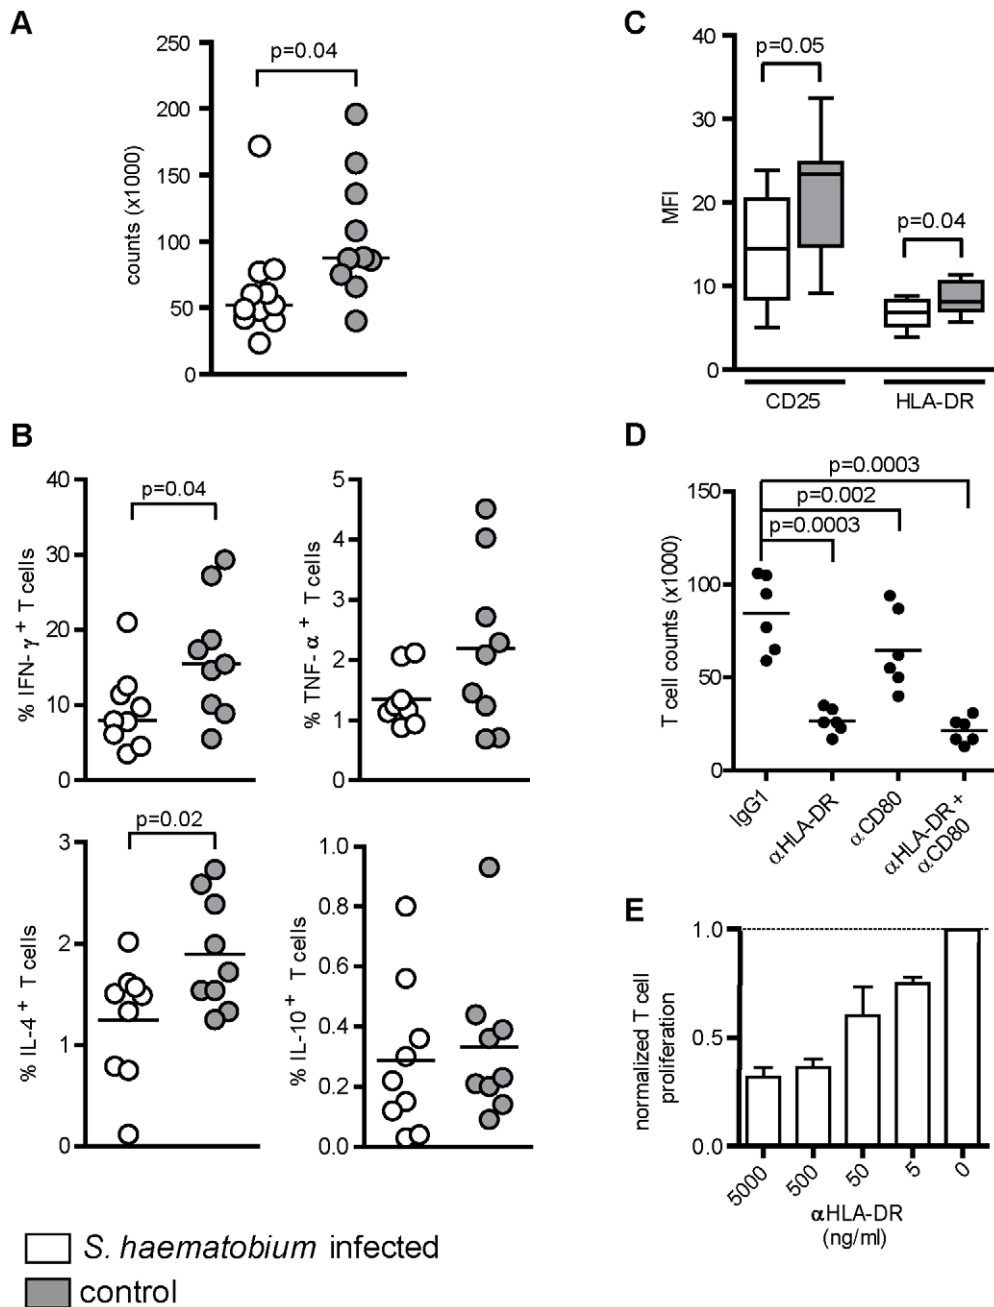 A
250
200
150
100
50
0
counts (x1000)
p=0.04
B
40
30
20
10
0
% IFN-γ + T cells
p=0.04
5
4
3
2
1
0
% TNF-α + T cells
3
2
1
0
% IL-4 + T cells
p=0.02
1.0
0.8
0.6
0.4
0.2
0.0
% IL-10 + T cells
S. haematobium infected
control
C
40
30
20
10
0
MFI
p=0.05
p=0.04
CD25
HLA-DR
D
150
100
50
0
T cell counts (x1000)
p=0.0003
p=0.002
p=0.0003
IgG1
αHLA-DR
αCD80
αHLA-DR +
αCD80
E
1.0
0.5
0.0
normalized T cell
proliferation
5000
500
50
5
0
αHLA-DR
(ng/ml)